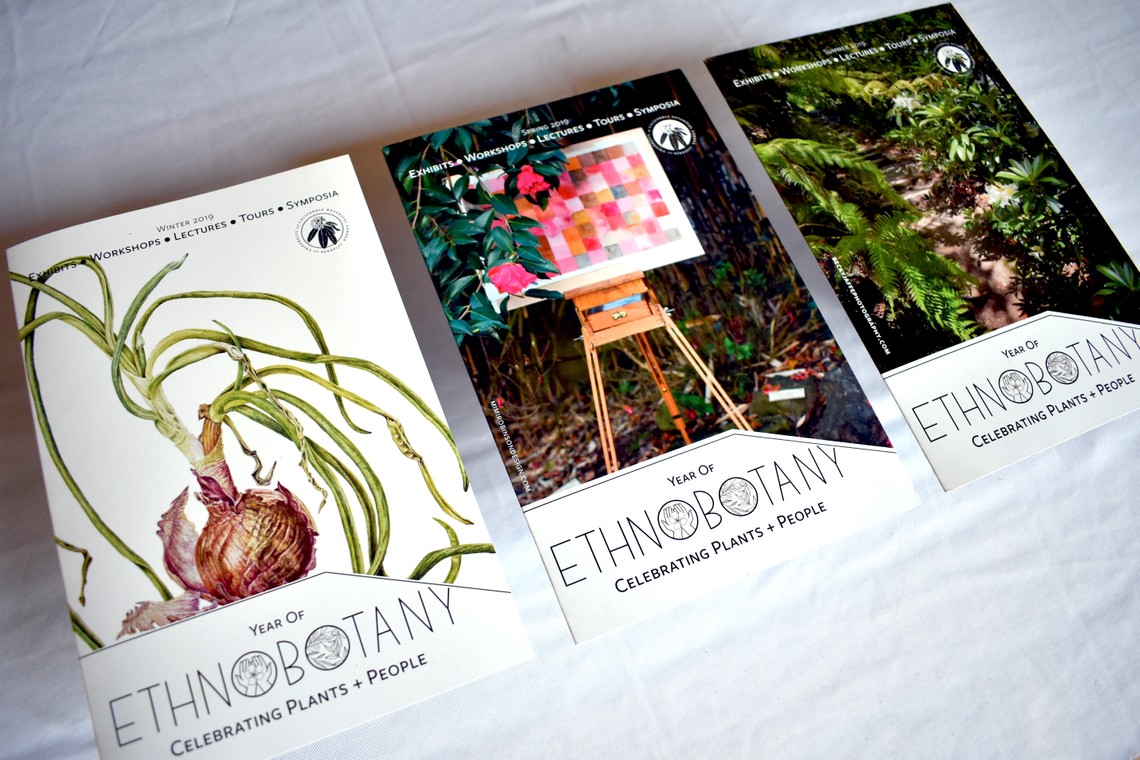 Winter 2019
Exhibits • Workshops • Lectures • Tours • Symposia
Year Of
ETHNOBOTANY
Celebrating Plants + People
Spring 2019
Exhibits • Workshops • Lectures • Tours • Symposia
MIMIROBINSONDESIGN.COM
Year Of
ETHNOBOTANY
Celebrating Plants + People
Summer 2019
Exhibits • Workshops • Lectures • Tours • Symposia
Year Of
ETHNOBOTANY
Celebrating Plants + People